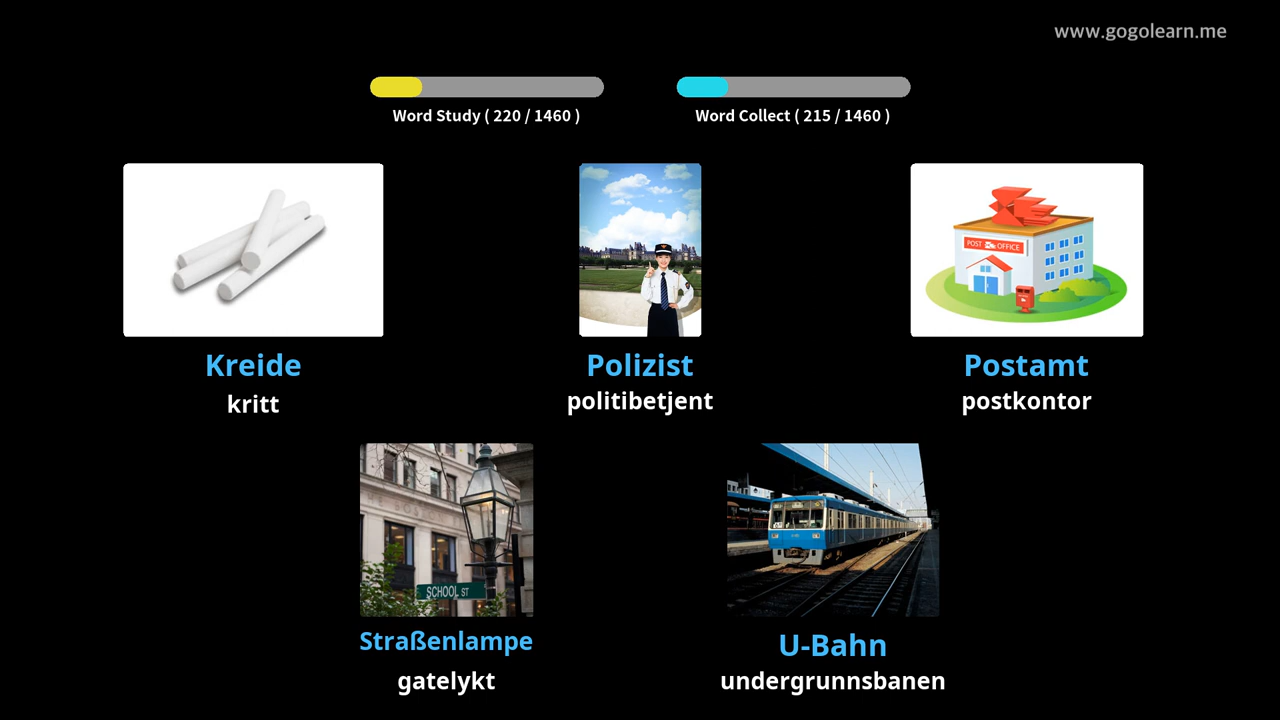 www.gogolearn.me
Word Study ( 220 / 1460 )
Word Collect ( 215 / 1460 )
POST OFFICE
Kreide
Polizist
Postamt
kritt
politibetjent
postkontor
SCHOOL ST
Straßenlampe
U-Bahn
gatelykt
undergrunnsbanen